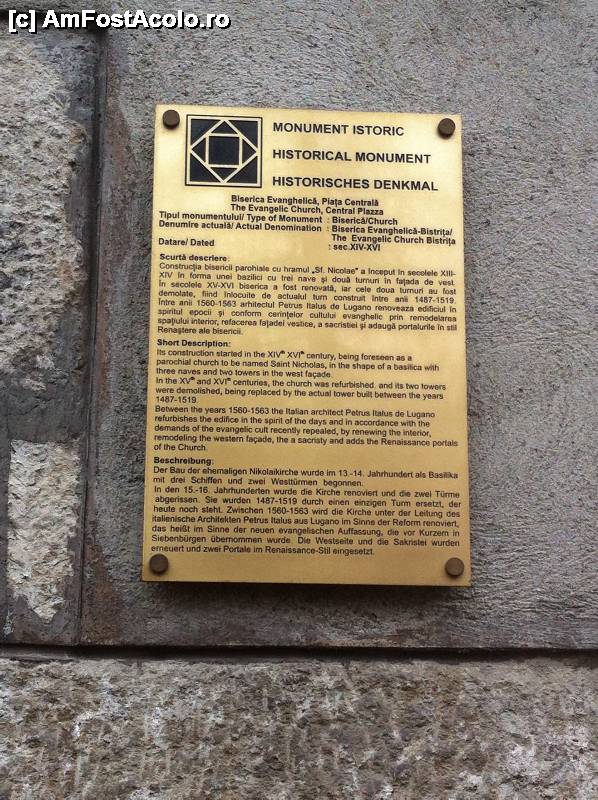 [c] AmFostAcolo.ro
MONUMENT ISTORIC
HISTORICAL MONUMENT
HISTORISCHES DENKMAL
Biserica Evanghelică, Piața Centrală
The Evangelic Church, Central Plazza
Tipul monumentului/ Type of Monument : Biserică/Church
Denumire actuală/ Actual Denomination : Biserica Evanghelică-Bistrița/
The Evangelic Church Bistrița
Datare/ Dated : sec.XIV-XVI
Scurtă descriere:
Construcția bisericii parohiale cu hramul „Sf. Nicolae" a început în secolele XIII-
XIV în forma unei bazilici cu trei nave și două turnuri în fațada de vest.
În secolele XV-XVI biserica a fost renovată, iar cele doua turnuri au fost
demolate, fiind înlocuite de actualul turn construit între anii 1487-1519.
Între anii 1560-1563 arhitectul Petrus Italus de Lugano renoveaza edificiul în
spiritul epocii și conform cerințelor cultului evanghelic prin remodelarea
spațiului interior, refacerea fațadei vestice, a sacristiei și adaugă portalurile în stil
Renaștere ale bisericii.
Short Description:
Its construction started in the XIVth XVIth century, being foreseen as a
parochial church to be named Saint Nicholas, in the shape of a basilica with
three naves and two towers in the west façade.
In the XVth and XVIth centuries, the church was refurbished. and its two towers
were demolished, being replaced by the actual tower built between the years
1487-1519.
Between the years 1560-1563 the Italian architect Petrus Italus de Lugano
refurbishes the edifice in the spirit of the days and in accordance with the
demands of the evangelic cult recently repealed, by renewing the interior,
remodeling the western façade, the a sacristy and adds the Renaissance portals
of the Church.
Beschreibung:
Der Bau der ehemaligen Nikolaikirche wurde im 13.-14. Jahrhundert als Basilika
mit drei Schiffen und zwei Westtürmen begonnen.
In den 15.-16. Jahrhunderten wurde die Kirche renoviert und die zwei Türme
abgerissen. Sie wurden 1487-1519 durch einen einzigen Turm ersetzt, der
heute noch steht. Zwischen 1560-1563 wird die Kirche unter der Leitung des
italienische Architekten Petrus Italus aus Lugano im Sinne der Reform renoviert,
das heißt im Sinne der neuen evangelischen Auffassung, die vor Kurzem in
Siebenbürgen übernommen wurde. Die Westseite und die Sakristei wurden
erneuert und zwei Portale im Renaissance-Stil eingesetzt.